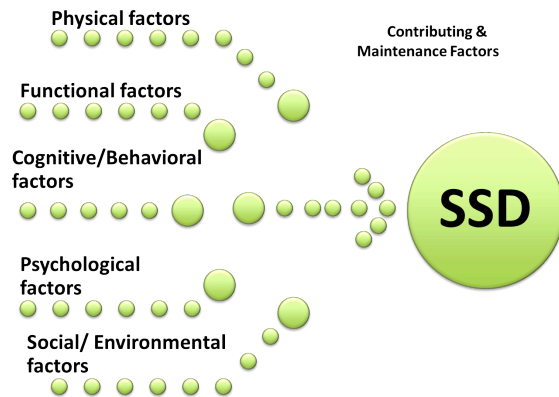 Physical factors
Contributing &
Maintenance Factors
Functional factors
Cognitive/Behavioral
factors
SSD
Psychological
factors
Social/ Environmental
factors